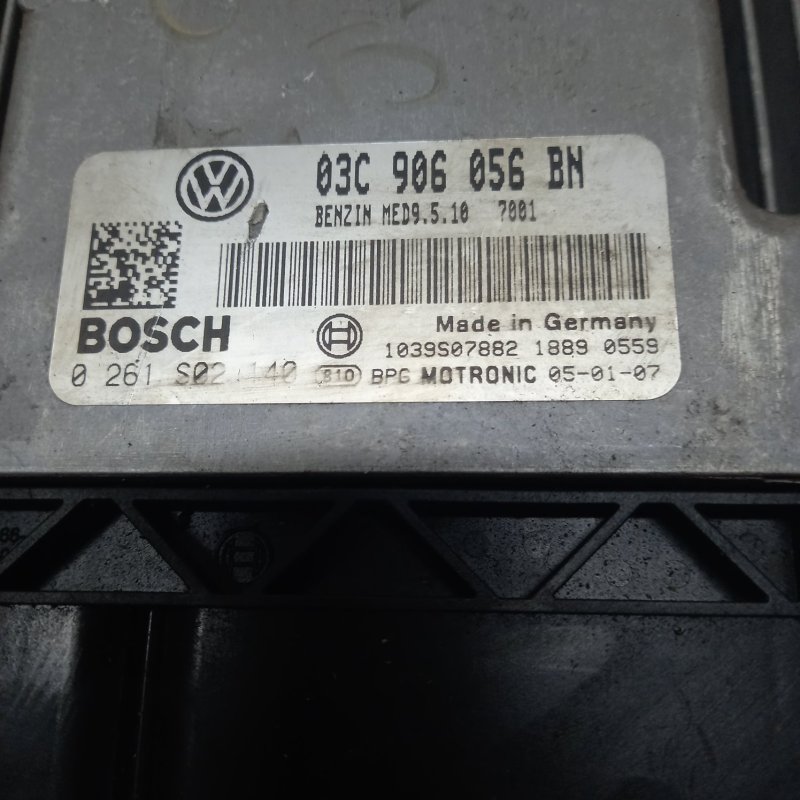 03C 906 056 BN
BENZIN MED9.5.10 7001
BOSCH
Made in Germany
1039S07882 1889 0559
0 261 S02 140 810 BPG MOTRONIC 05-01-07
66